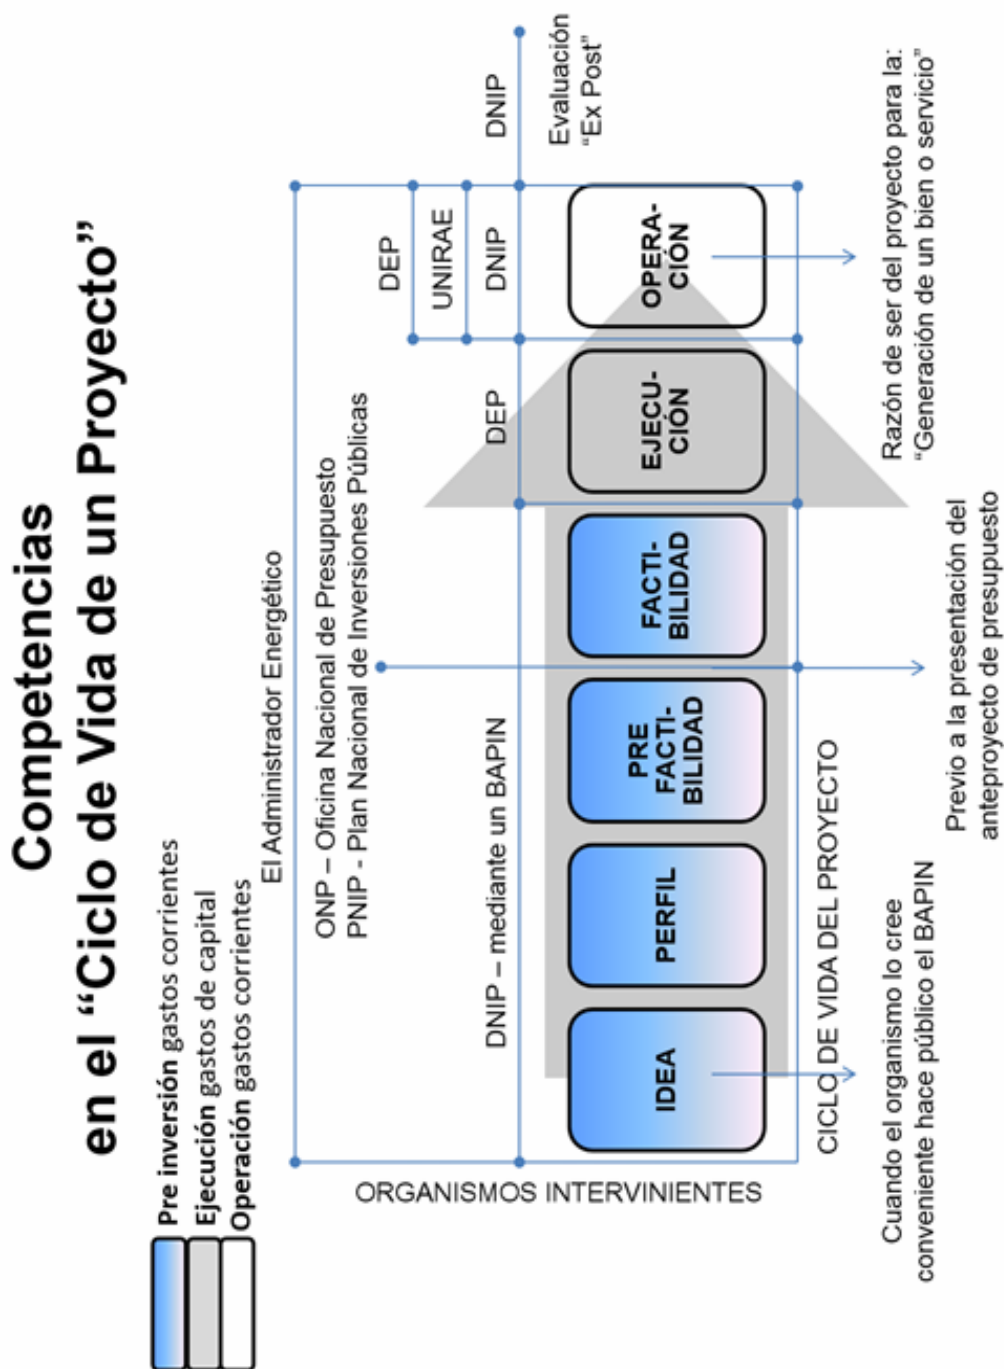 Competencias
en el “Ciclo de Vida de un Proyecto”
Pre inversión gastos corrientes
Ejecución gastos de capital
Operación gastos corrientes
El Administrador Energético
ONP – Oficina Nacional de Presupuesto
PNIP - Plan Nacional de Inversiones Públicas
DEP
UNIRAE
DNIP – mediante un BAPIN
DEP
DNIP
DNIP
Evaluación
“Ex Post”
ORGANISMOS INTERVINIENTES
IDEA
PERFIL
PRE
FACTI-
BILIDAD
FACTI-
BILIDAD
EJECU-
CIÓN
OPERA-
CIÓN
CICLO DE VIDA DEL PROYECTO
Cuando el organismo lo cree
conveniente hace público el BAPIN
Previo a la presentación del
anteproyecto de presupuesto
Razón de ser del proyecto para la:
“Generación de un bien o servicio”